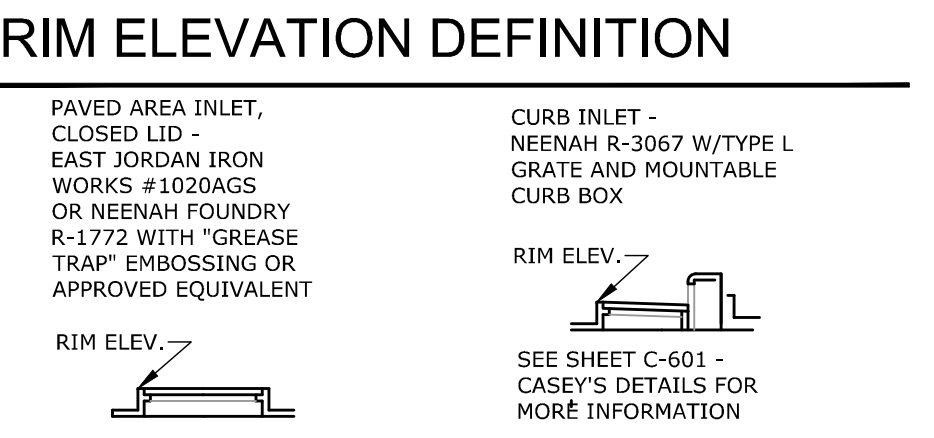 RIM ELEVATION DEFINITION
PAVED AREA INLET,
CLOSED LID -
EAST JORDAN IRON
WORKS #1020AGS
OR NEENAH FOUNDRY
R-1772 WITH "GREASE
TRAP" EMBOSSING OR
APPROVED EQUIVALENT
RIM ELEV.
CURB INLET -
NEENAH R-3067 W/TYPE L
GRATE AND MOUNTABLE
CURB BOX
RIM ELEV.
SEE SHEET C-601 -
CASEY'S DETAILS FOR
MORE INFORMATION